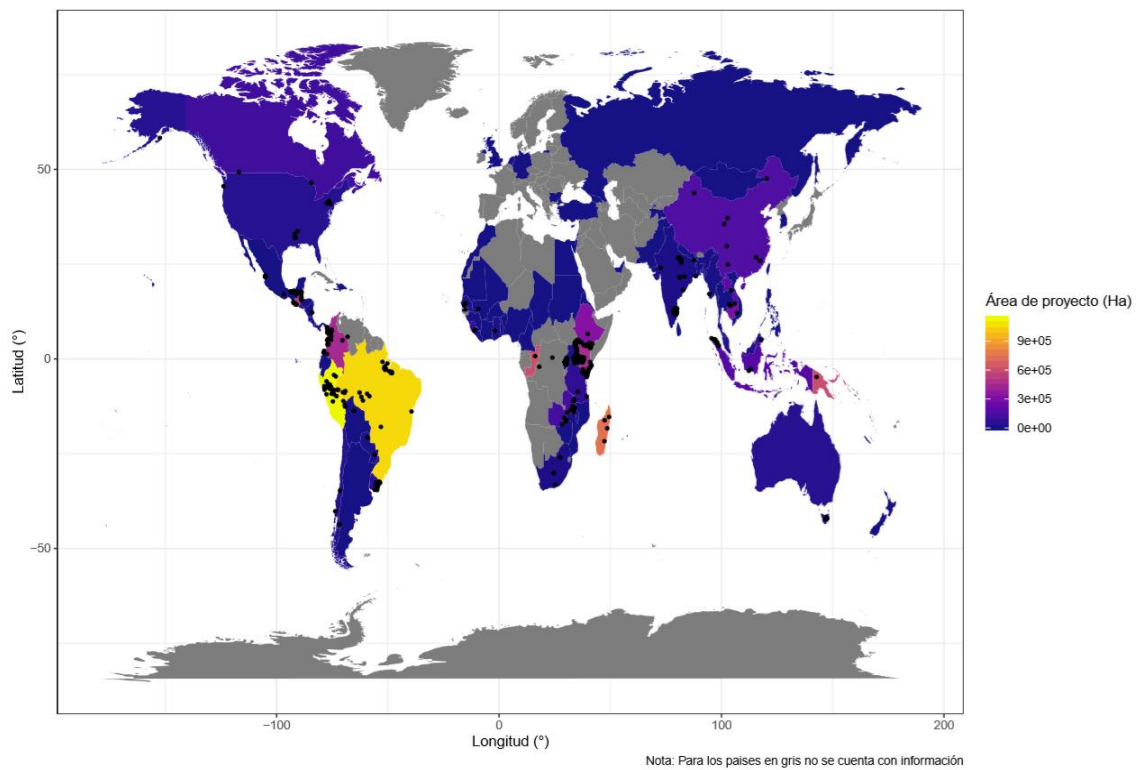 50
0
−50
Latitud (°)
−100
0
100
200
Longitud (°)
Área de proyecto (Ha)
9e+05
6e+05
3e+05
0e+00
Nota: Para los paises en gris no se cuenta con información